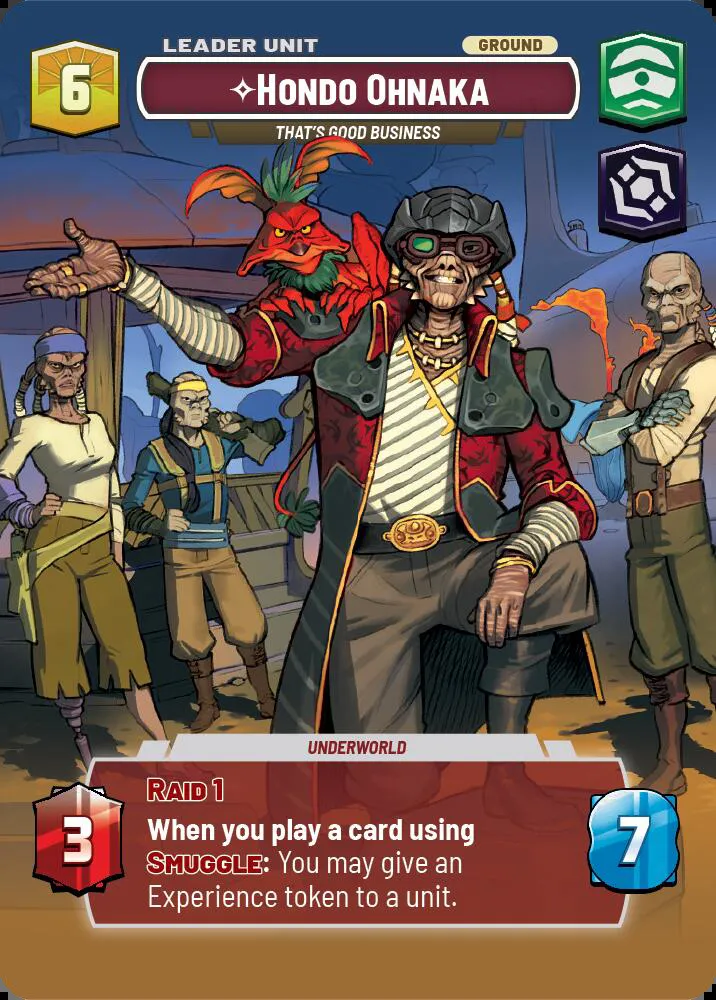 LEADER UNIT
GROUND
6
✧HONDO OHNAKA
THAT'S GOOD BUSINESS
UNDERWORLD
RAID 1
When you play a card using
SMUGGLE: You may give an
Experience token to a unit.
3
7